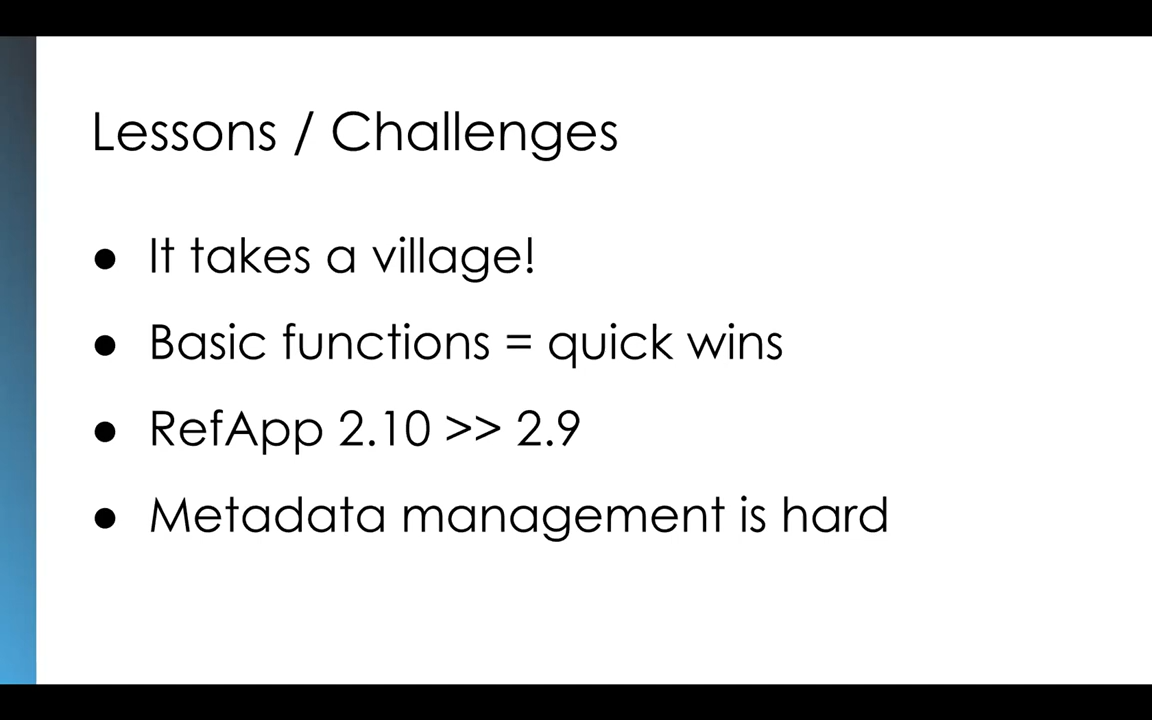 Lessons / Challenges
● It takes a village!
● Basic functions = quick wins
● RefApp 2.10 >> 2.9
● Metadata management is hard